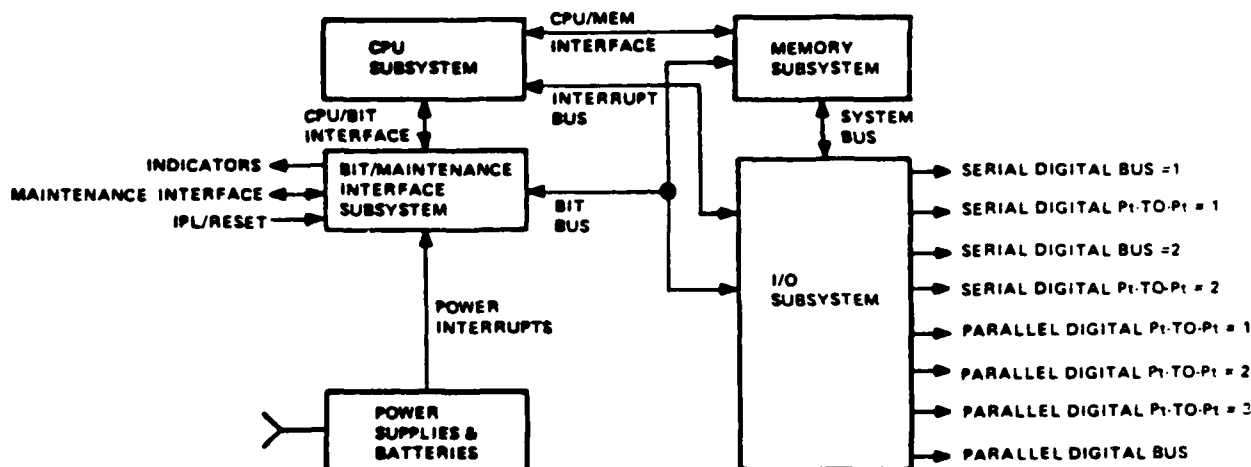 CPU/MEM
INTERFACE
CPU
SUBSYSTEM
MEMORY
SUBSYSTEM
INTERRUPT
BUS
CPU/BIT
INTERFACE
SYSTEM
BUS
INDICATORS
MAINTENANCE INTERFACE
IPL/RESET
BIT/MAINTENANCE
INTERFACE
SUBSYSTEM
BIT
BUS
I/O
SUBSYSTEM
SERIAL DIGITAL BUS =1
SERIAL DIGITAL Pt-TO-Pt = 1
SERIAL DIGITAL BUS =2
SERIAL DIGITAL Pt-TO-Pt = 2
PARALLEL DIGITAL Pt-TO-Pt = 1
PARALLEL DIGITAL Pt-TO-Pt = 2
PARALLEL DIGITAL Pt-TO-Pt = 3
PARALLEL DIGITAL BUS
POWER
INTERRUPTS
POWER
SUPPLIES &
BATTERIES